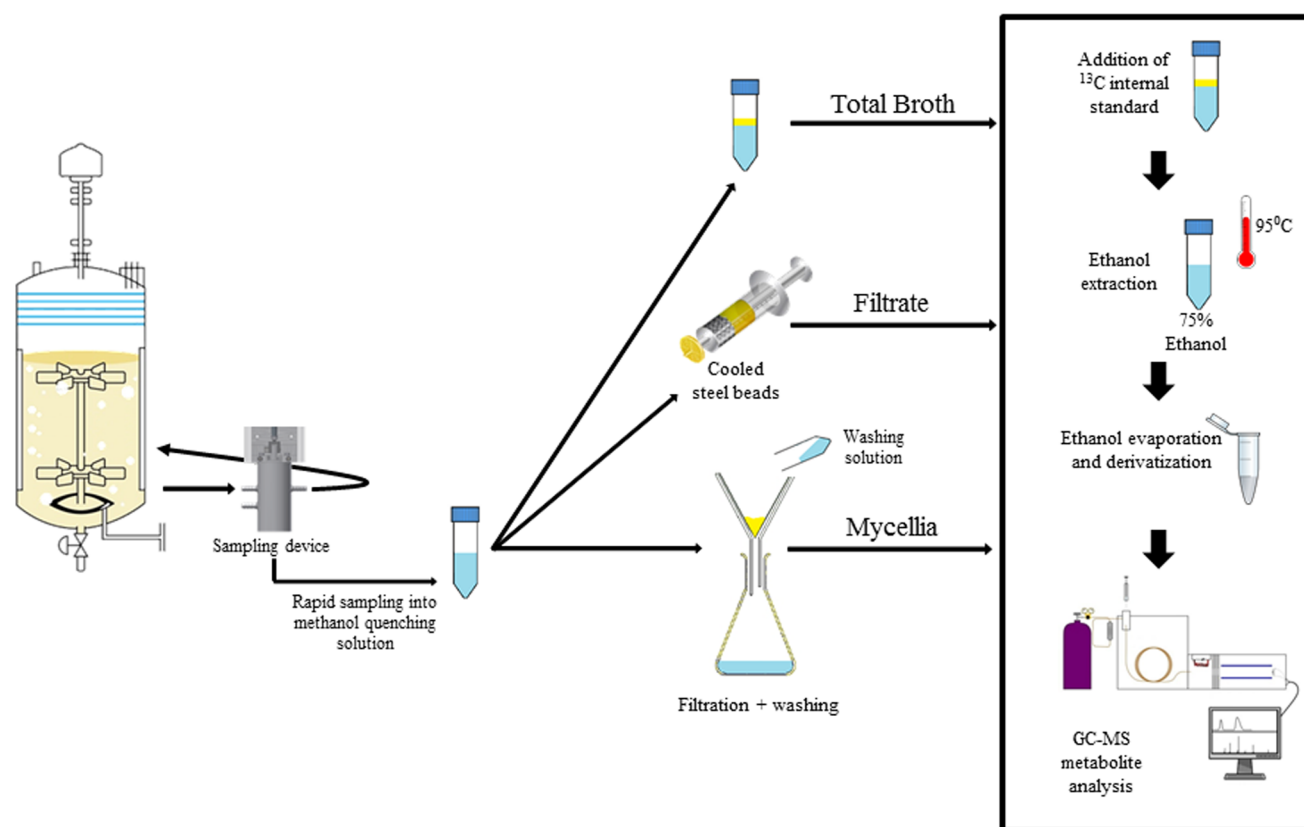 Sampling device
Rapid sampling into
methanol quenching
solution
Total Broth
Filtrate
Cooled
steel beads
Washing
solution
Mycellia
Filtration + washing
Addition of
¹³C internal
standard
95⁰C
Ethanol
extraction
75%
Ethanol
Ethanol evaporation
and derivatization
GC-MS
metabolite
analysis